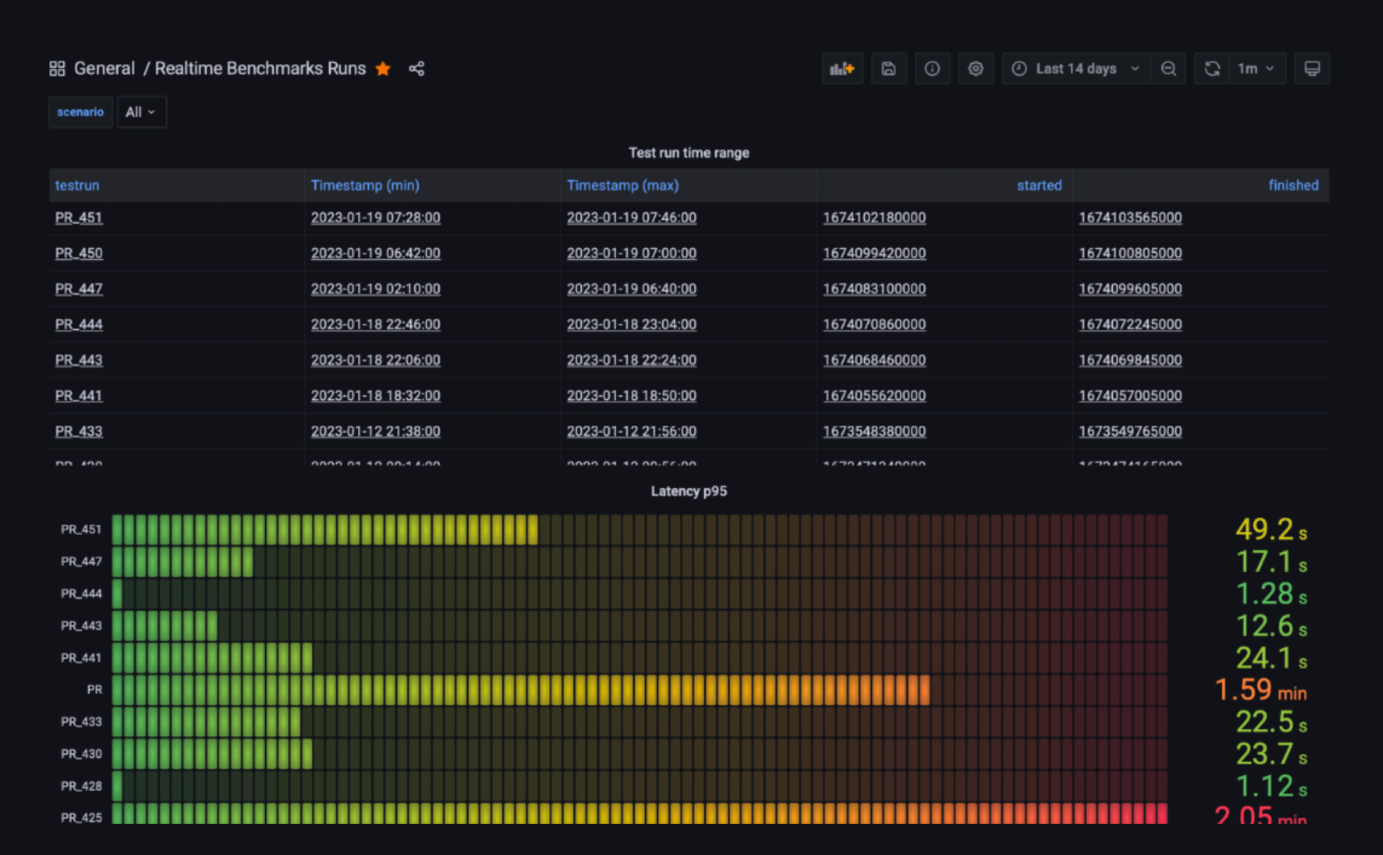 General / Realtime Benchmarks Runs
Last 14 days
1m
scenario All
Test run time range
testrun Timestamp (min) Timestamp (max) started finished
PR_451 2023-01-19 07:28:00 2023-01-19 07:46:00 1674102180000 1674103565000
PR_450 2023-01-19 06:42:00 2023-01-19 07:00:00 1674099420000 1674100805000
PR_447 2023-01-19 02:10:00 2023-01-19 06:40:00 1674083100000 1674099605000
PR_444 2023-01-18 22:46:00 2023-01-18 23:04:00 1674070860000 1674072245000
PR_443 2023-01-18 22:06:00 2023-01-18 22:24:00 1674068460000 1674069845000
PR_441 2023-01-18 18:32:00 2023-01-18 18:50:00 1674055620000 1674057005000
PR_433 2023-01-12 21:38:00 2023-01-12 21:56:00 1673548380000 1673549765000
Latency p95
PR_451 49.2 s
PR_447 17.1 s
PR_444 1.28 s
PR_443 12.6 s
PR_441 24.1 s
PR 1.59 min
PR_433 22.5 s
PR_430 23.7 s
PR_428 1.12 s
PR_425 2.05 min